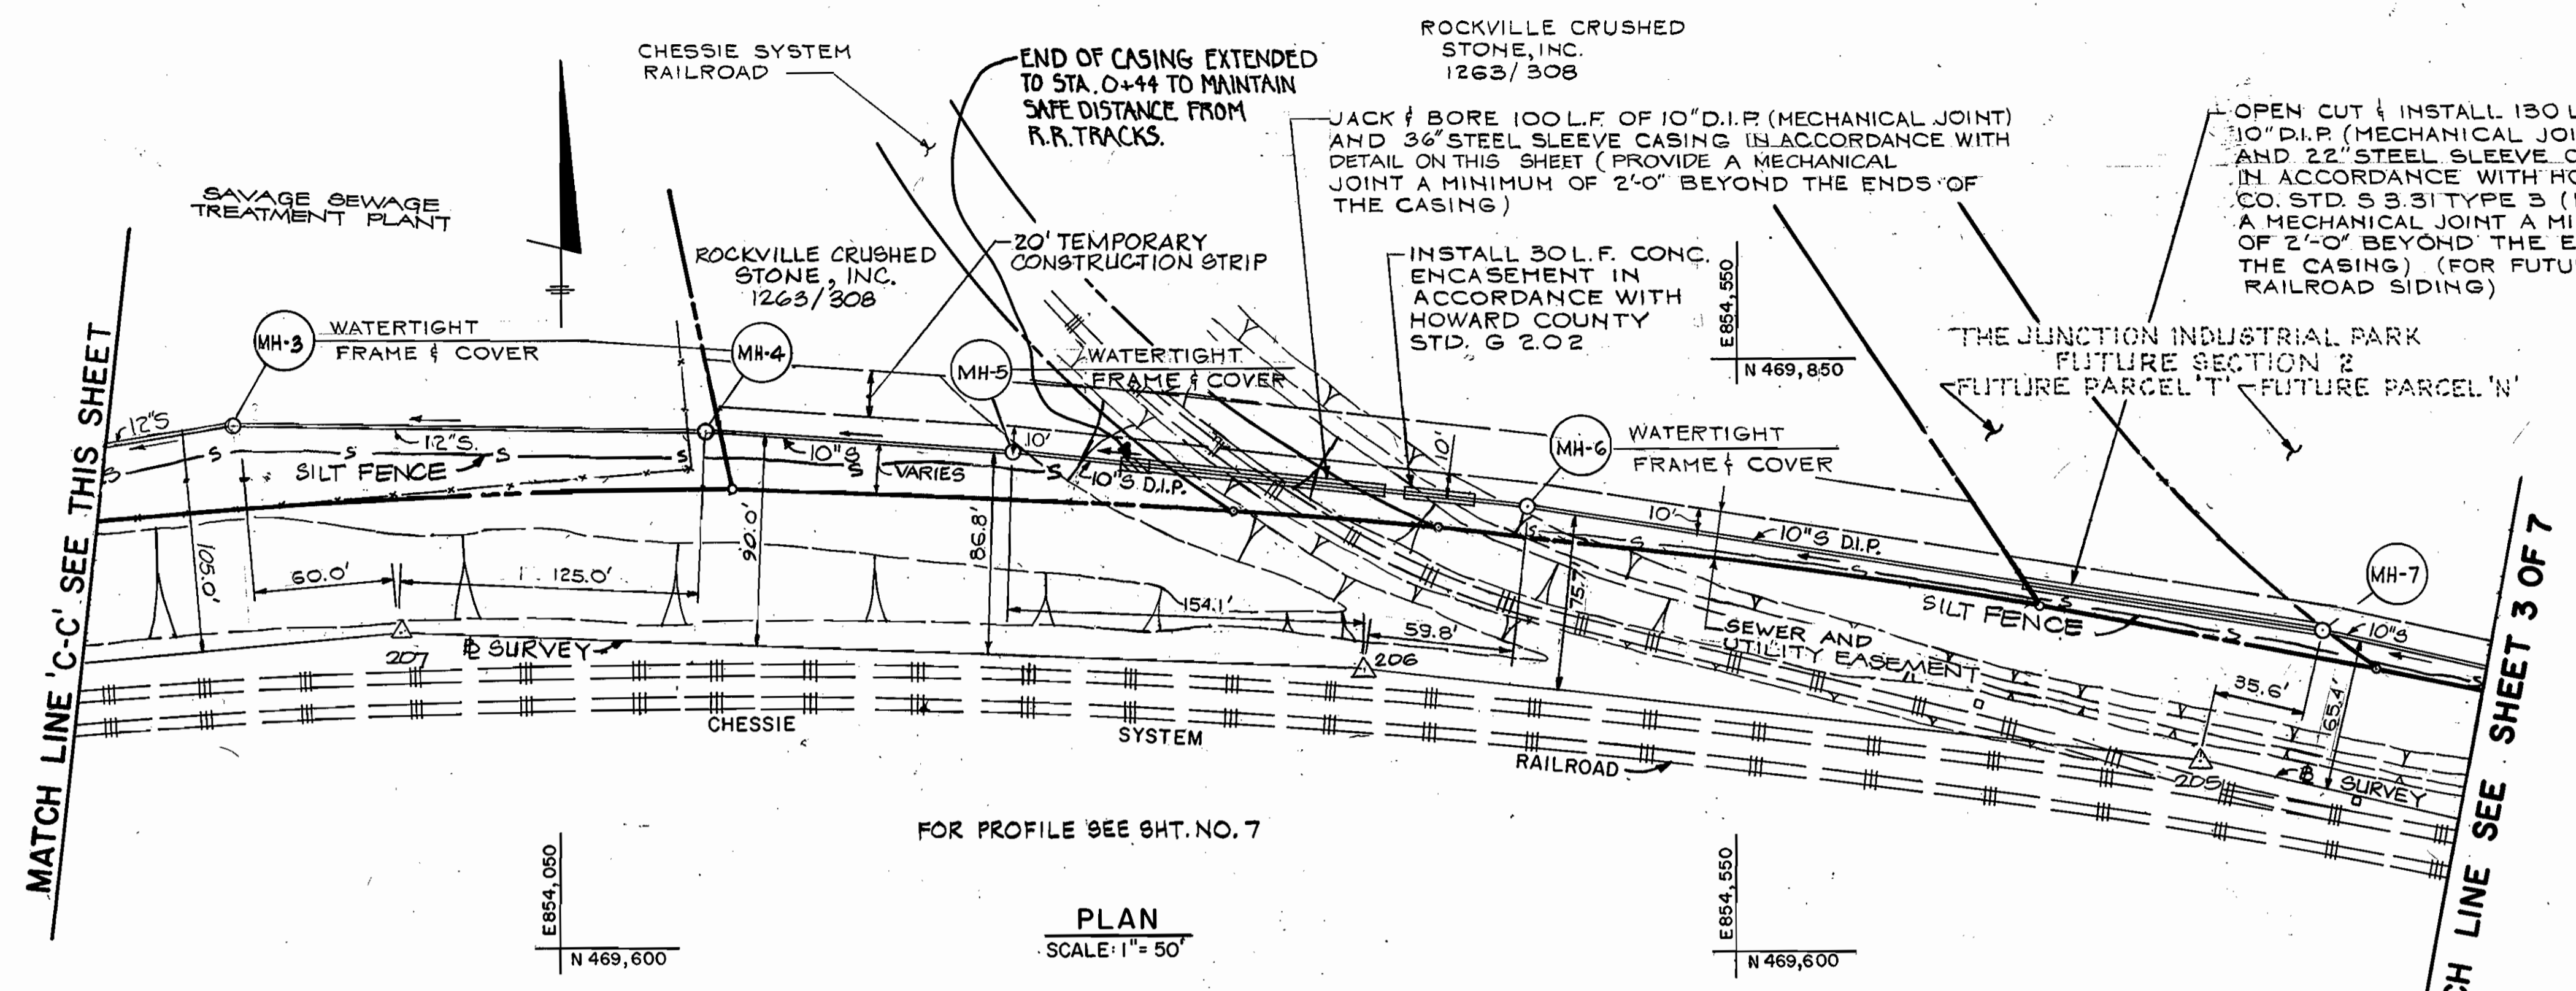 CHESSIE SYSTEM
RAILROAD
END OF CASING EXTENDED
TO STA. 0+44 TO MAINTAIN
SAFE DISTANCE FROM
R.R. TRACKS.
ROCKVILLE CRUSHED
STONE, INC.
1263/308
JACK & BORE 100 L.F. OF 10" D.I.P. (MECHANICAL JOINT)
AND 36" STEEL SLEEVE CASING IN ACCORDANCE WITH
DETAIL ON THIS SHEET (PROVIDE A MECHANICAL
JOINT A MINIMUM OF 2'-0" BEYOND THE ENDS OF
THE CASING)
OPEN CUT & INSTALL 130 L
10" D.I.P. (MECHANICAL JOI
AND 22" STEEL SLEEVE C
IN ACCORDANCE WITH HO
CO. STD. S 3.31 TYPE 3 (
A MECHANICAL JOINT A MI
OF 2'-0" BEYOND THE E
THE CASING) (FOR FUTU
RAILROAD SIDING)
SAVAGE SEWAGE
TREATMENT PLANT
ROCKVILLE CRUSHED
STONE, INC.
1263/308
20' TEMPORARY
CONSTRUCTION STRIP
INSTALL 30 L.F. CONC.
ENCASEMENT IN
ACCORDANCE WITH
HOWARD COUNTY
STD. G 2.02
E854,550
N 469,850
THE JUNCTION INDUSTRIAL PARK
FUTURE SECTION 2
FUTURE PARCEL 'T' FUTURE PARCEL 'N'
MH-3
WATERTIGHT
FRAME & COVER
MH-4
MH-5
WATERTIGHT
FRAME & COVER
MH-6
WATERTIGHT
FRAME & COVER
MH-7
MATCH LINE 'C-C' SEE THIS SHEET
12"S
12"S.
S
S
S
S
S
SILT FENCE
10"S
S
VARIES
S
10'
10"S D.I.P.
10'
10'
10"S D.I.P.
S
S
S
S
S
SILT FENCE
10"S
105.0'
60.0'
125.0'
90.0'
86.8'
154.1'
59.8'
75.7'
35.6'
65.4'
SEWER AND
UTILITY EASEMENT
207
B SURVEY
206
205
B SURVEY
CHESSIE
SYSTEM
RAILROAD
FOR PROFILE SEE SHT. NO. 7
E854,050
N 469,600
PLAN
SCALE: 1" = 50'
E854,550
N 469,600
CH LINE SEE SHEET 3 OF 7